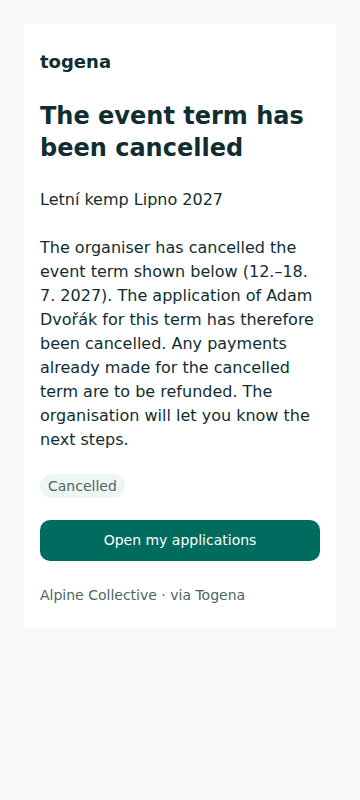 togena
The event term has
been cancelled
Letní kemp Lipno 2027
The organiser has cancelled the
event term shown below (12.–18.
7. 2027). The application of Adam
Dvořák for this term has therefore
been cancelled. Any payments
already made for the cancelled
term are to be refunded. The
organisation will let you know the
next steps.
Cancelled
Open my applications
Alpine Collective · via Togena